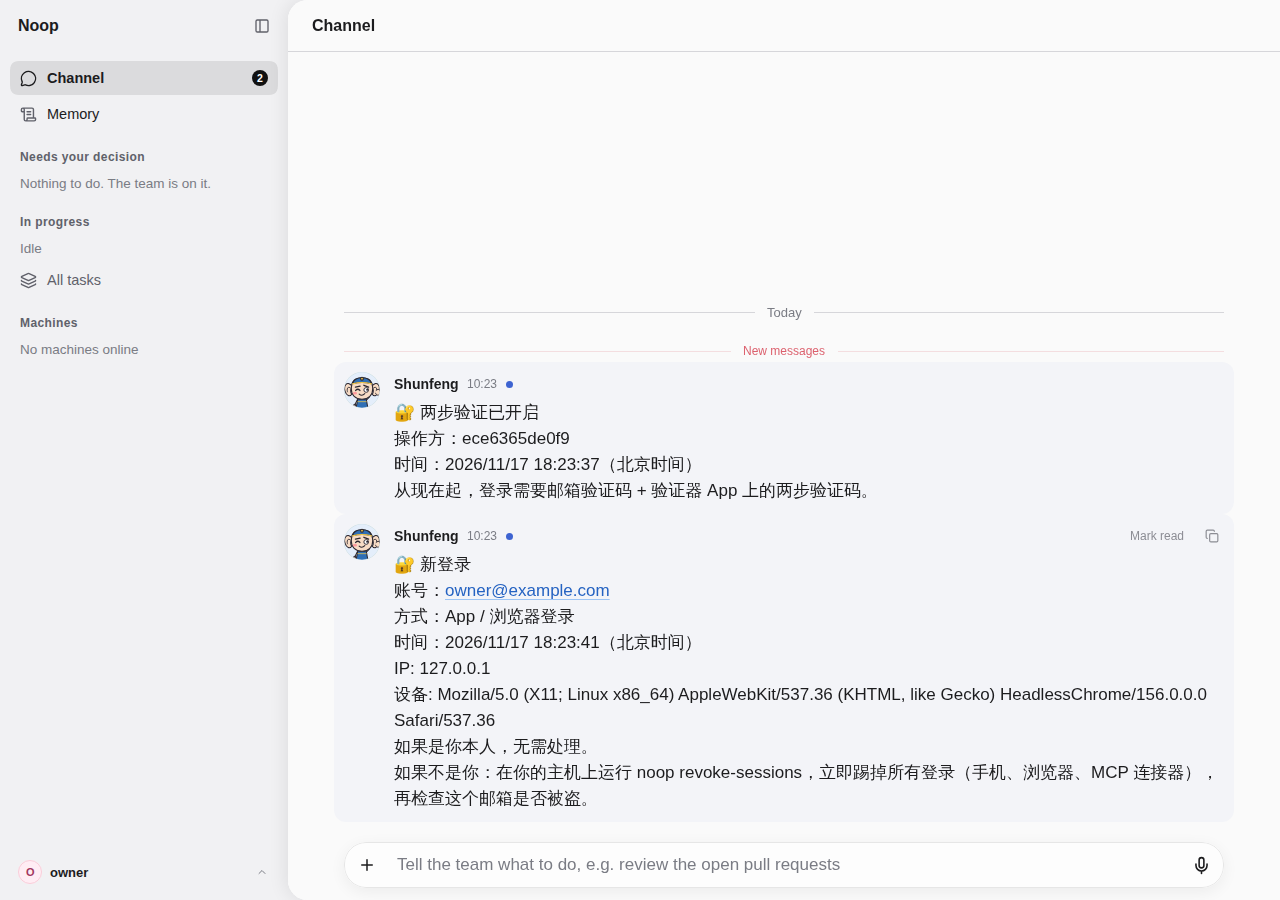 Noop
Channel
2
Memory
Needs your decision
Nothing to do. The team is on it.
In progress
Idle
All tasks
Machines
No machines online
O
owner
Channel
Today
New messages
Shunfeng 10:23
🔐 两步验证已开启
操作方：ece6365de0f9
时间：2026/11/17 18:23:37（北京时间）
从现在起，登录需要邮箱验证码 + 验证器 App 上的两步验证码。
Shunfeng 10:23
Mark read
🔐 新登录
账号：owner@example.com
方式：App / 浏览器登录
时间：2026/11/17 18:23:41（北京时间）
IP: 127.0.0.1
设备: Mozilla/5.0 (X11; Linux x86_64) AppleWebKit/537.36 (KHTML, like Gecko) HeadlessChrome/156.0.0.0
Safari/537.36
如果是你本人，无需处理。
如果不是你：在你的主机上运行 noop revoke-sessions，立即踢掉所有登录（手机、浏览器、MCP 连接器），
再检查这个邮箱是否被盗。
Tell the team what to do, e.g. review the open pull requests